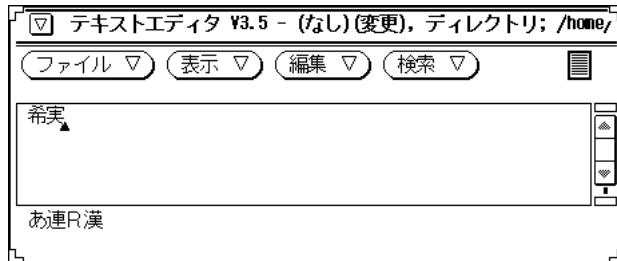 テキストエディタ V3.5 - (なし)(変更), ディレクトリ; /home/
ファイル 表示 編集 検索
希実
あ連R漢